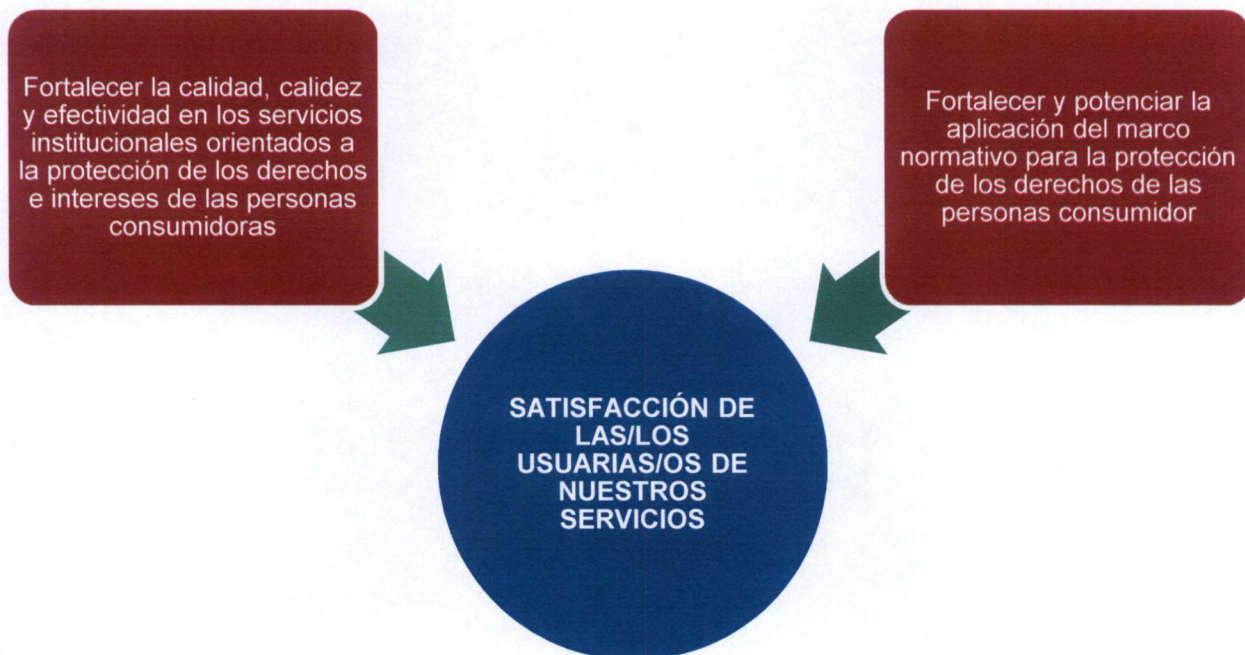 Fortalecer la calidad, calidez
y efectividad en los servicios
institucionales orientados a
la protección de los derechos
e intereses de las personas
consumidoras
Fortalecer y potenciar la
aplicación del marco
normativo para la protección
de los derechos de las
personas consumidor
SATISFACCIÓN DE
LAS/LOS
USUARIAS/OS DE
NUESTROS
SERVICIOS